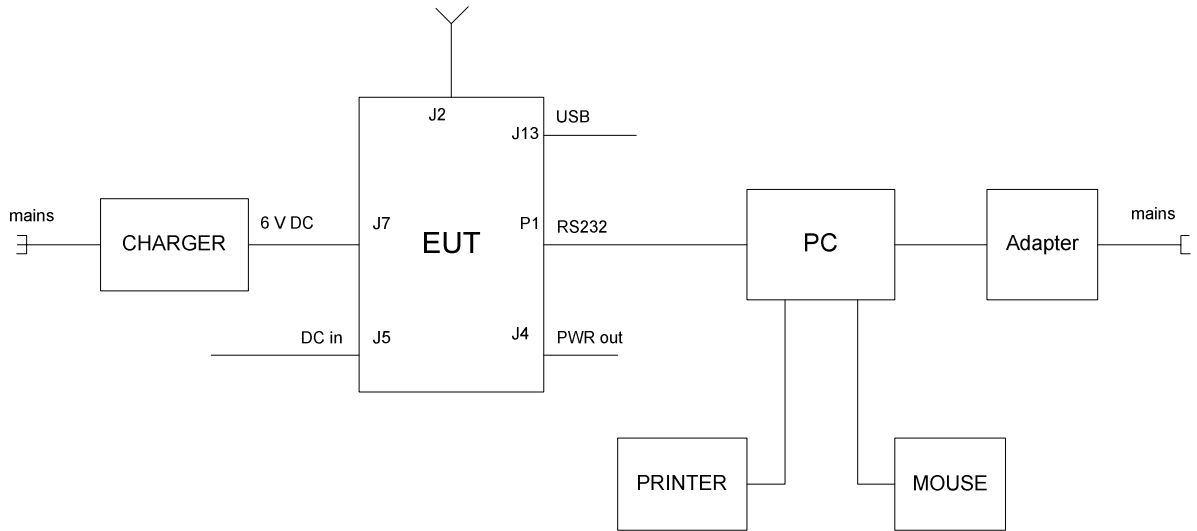 J2
J13
USB
mains
CHARGER
6 V DC
J7
EUT
P1
RS232
PC
Adapter
mains
DC in
J5
J4
PWR out
PRINTER
MOUSE